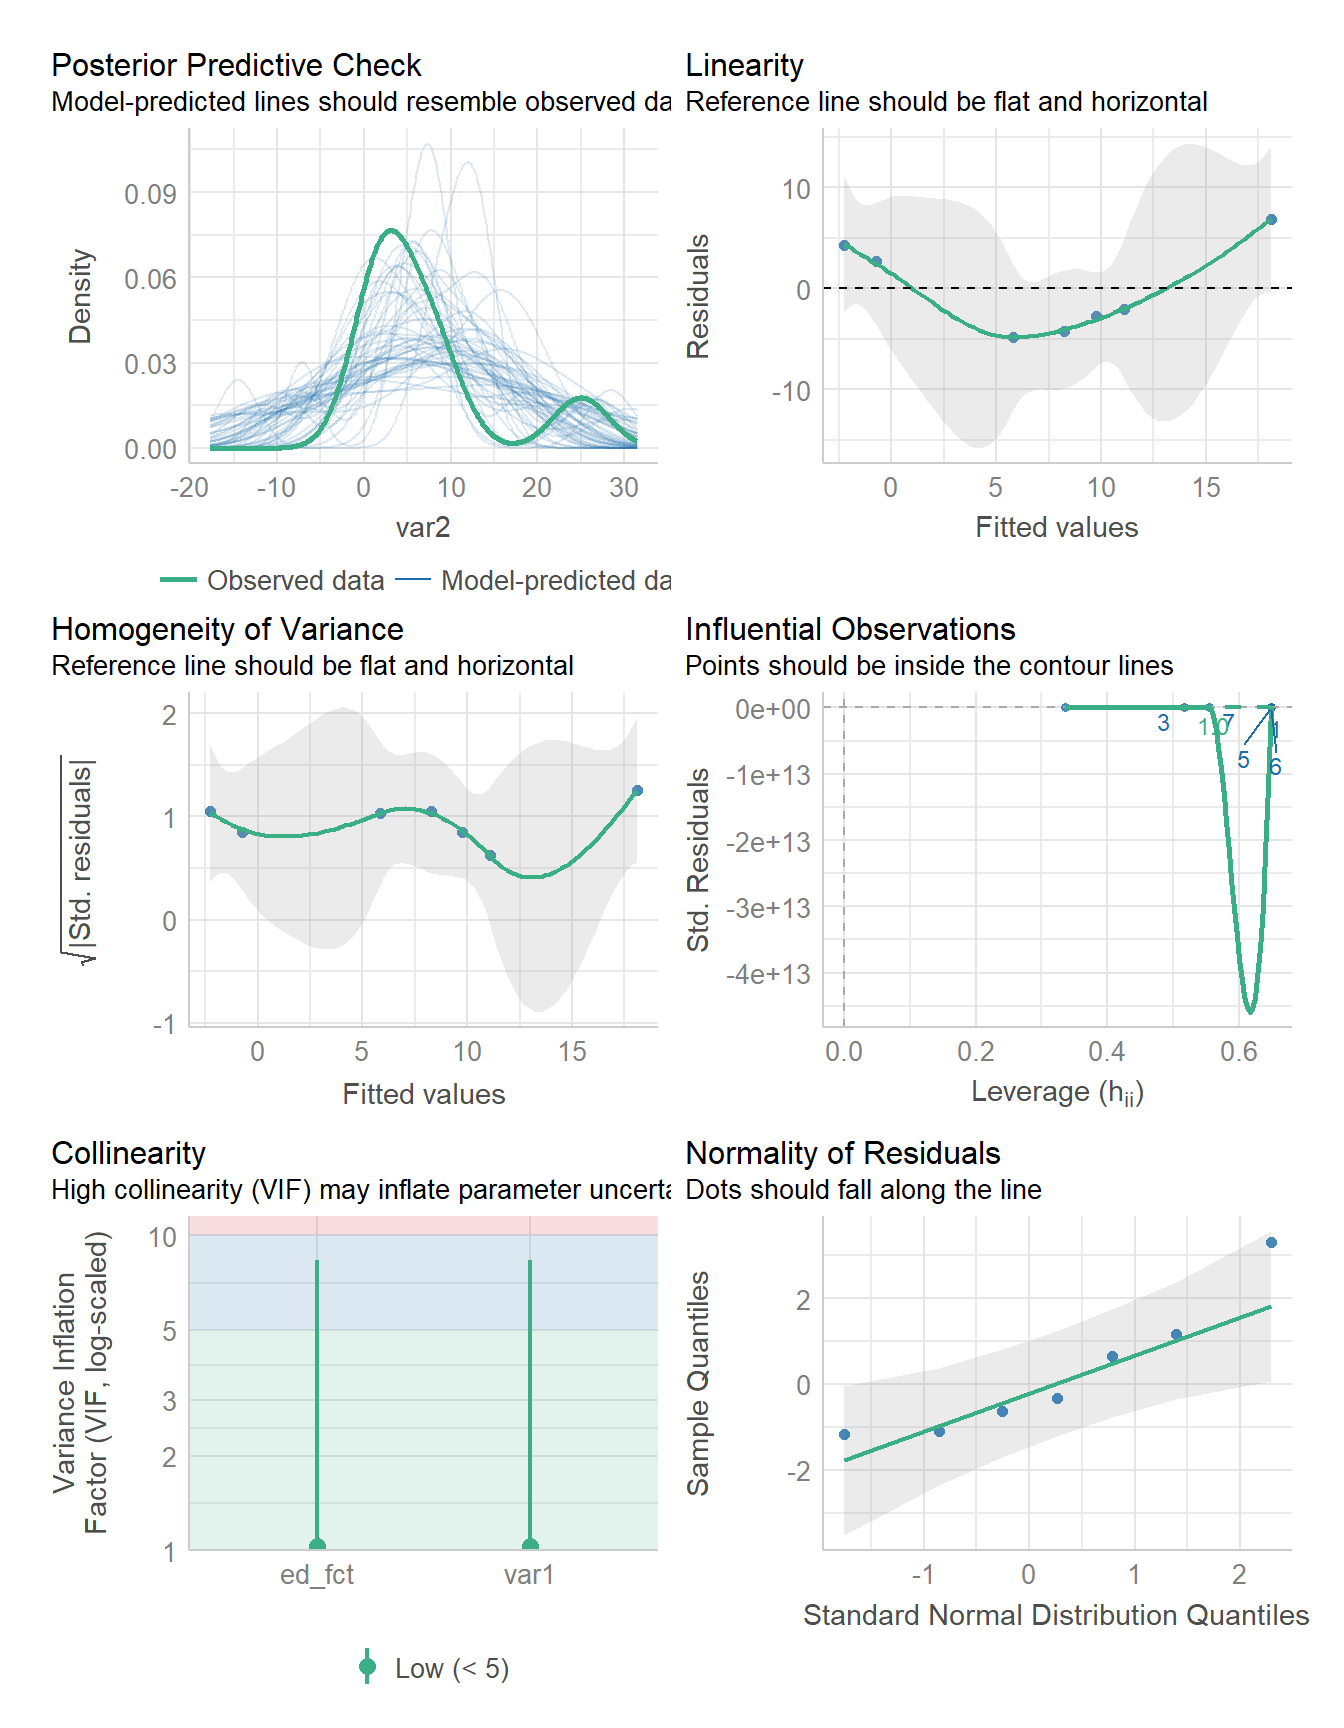 Posterior Predictive Check
Model-predicted lines should resemble observed da
Density
0.09
0.06
0.03
0.00
-20 -10 0 10 20 30
var2
Observed data Model-predicted da
Linearity
Reference line should be flat and horizontal
Residuals
10
0
-10
0 5 10 15
Fitted values
Homogeneity of Variance
Reference line should be flat and horizontal
√|Std. residuals|
2
1
0
-1
0 5 10 15
Fitted values
Influential Observations
Points should be inside the contour lines
Std. Residuals
0e+00
-1e+13
-2e+13
-3e+13
-4e+13
3 1.0 7 1
5 6
0.0 0.2 0.4 0.6
Leverage (hii)
Collinearity
High collinearity (VIF) may inflate parameter uncerta
Variance Inflation
Factor (VIF, log-scaled)
10
5
3
2
1
ed_fct var1
Low (< 5)
Normality of Residuals
Dots should fall along the line
Sample Quantiles
2
0
-2
-1 0 1 2
Standard Normal Distribution Quantiles